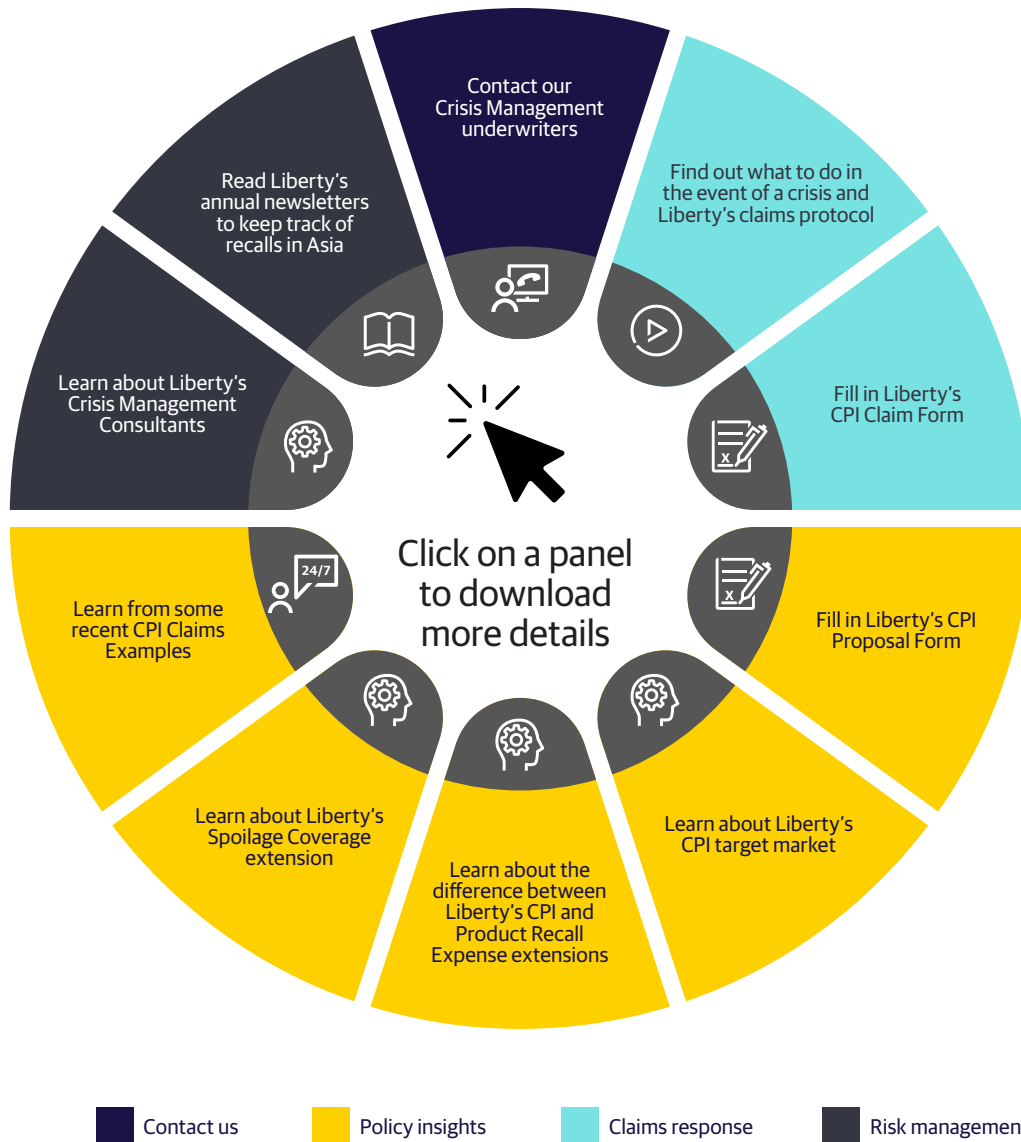 Contact our
Crisis Management
underwriters
Find out what to do in
the event of a crisis and
Liberty's claims protocol
Fill in Liberty's
CPI Claim Form
Fill in Liberty's CPI
Proposal Form
Learn about Liberty's
CPI target market
Learn about the
difference between
Liberty's CPI and
Product Recall
Expense extensions
Learn about Liberty's
Spoilage Coverage
extension
Learn from some
recent CPI Claims
Examples
Learn about Liberty's
Crisis Management
Consultants
Read Liberty's
annual newsletters
to keep track of
recalls in Asia
x
x
24/7
Click on a panel
to download
more details
Contact us
Policy insights
Claims response
Risk managemen